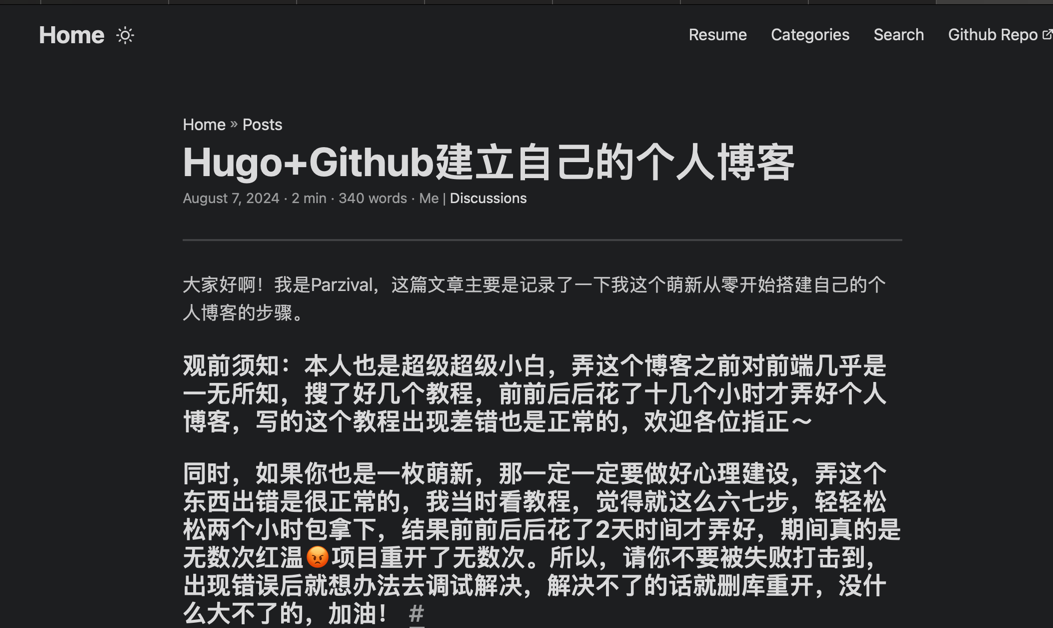 Home
Resume Categories Search Github Repo
Home » Posts
Hugo+Github建立自己的个人博客
August 7, 2024 · 2 min · 340 words · Me | Discussions
大家好啊！我是Parzival，这篇文章主要是记录了一下我这个萌新从零开始搭建自己的个
人博客的步骤。
观前须知：本人也是超级超级小白，弄这个博客之前对前端几乎是
一无所知，搜了好几个教程，前前后后花了十几个小时才弄好个人
博客，写的这个教程出现差错也是正常的，欢迎各位指正～
同时，如果你也是一枚萌新，那一定一定要做好心理建设，弄这个
东西出错是很正常的，我当时看教程，觉得就这么六七步，轻轻松
松两个小时包拿下，结果前前后后花了2天时间才弄好，期间真的是
无数次红温😡项目重开了无数次。所以，请你不要被失败打击到，
出现错误后就想办法去调试解决，解决不了的话就删库重开，没什
么大不了的，加油！ #